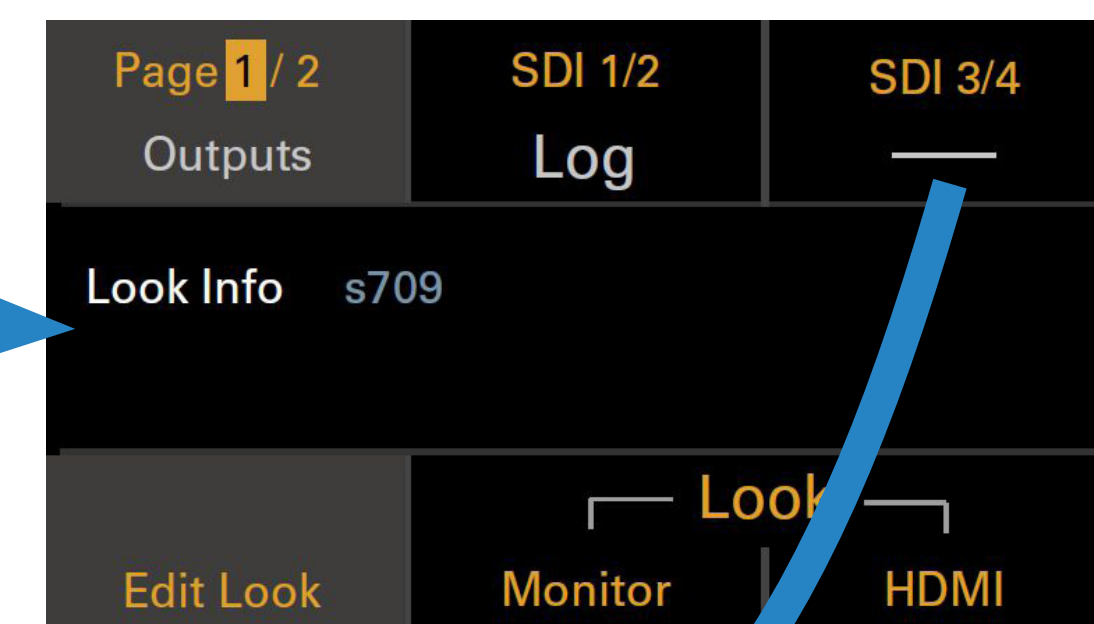 Page 1 / 2
Outputs
SDI 1/2
Log
SDI 3/4
—
Look Info s709
Edit Look
Look
Monitor
HDMI